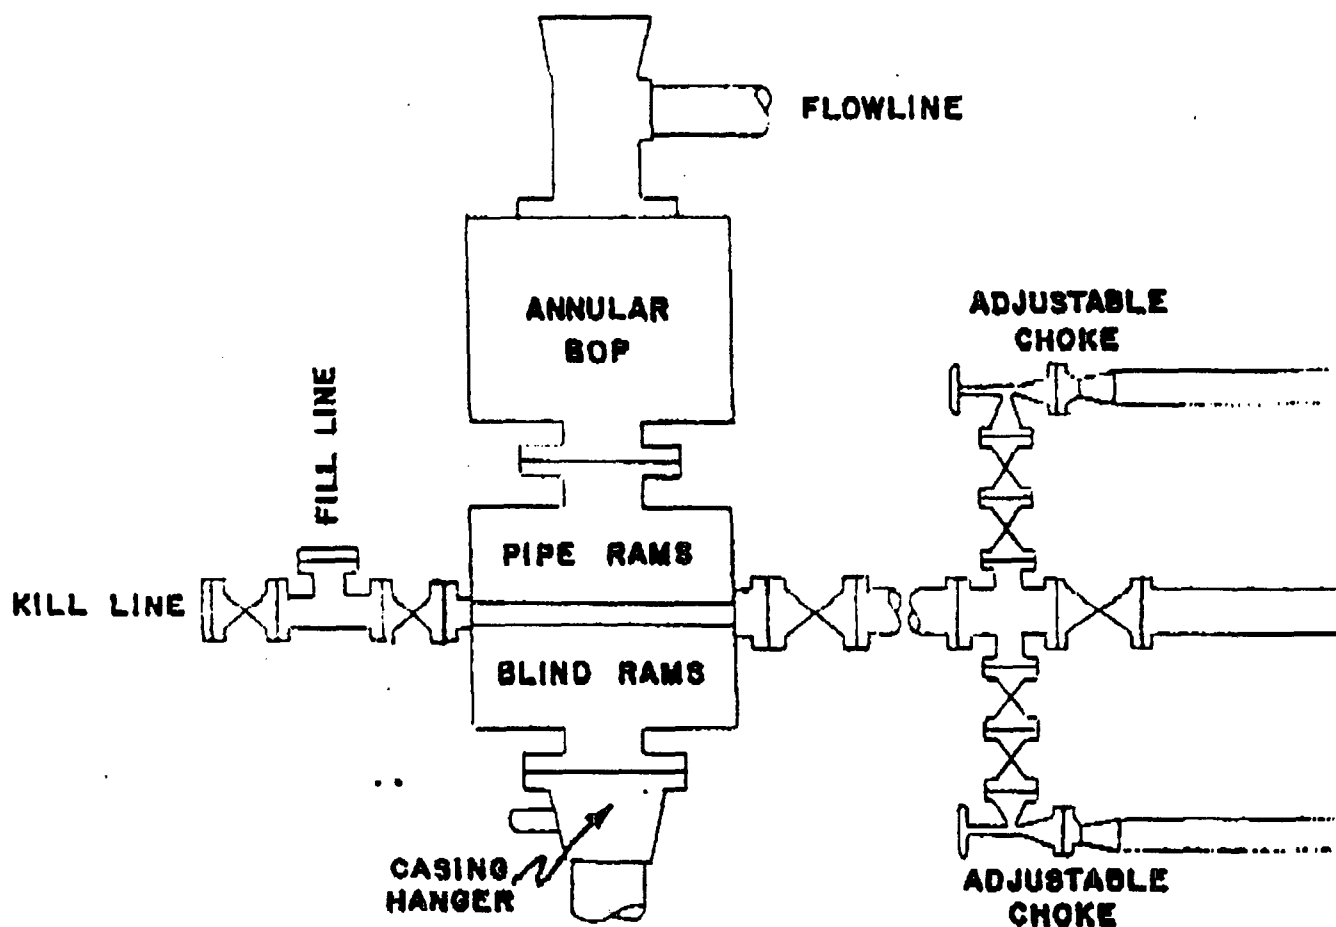 FLOWLINE
ANNULAR
BOP
ADJUSTABLE
CHOKE
FILL LINE
PIPE RAMS
KILL LINE
BLIND RAMS
CASING
HANGER
ADJUSTABLE
CHOKE